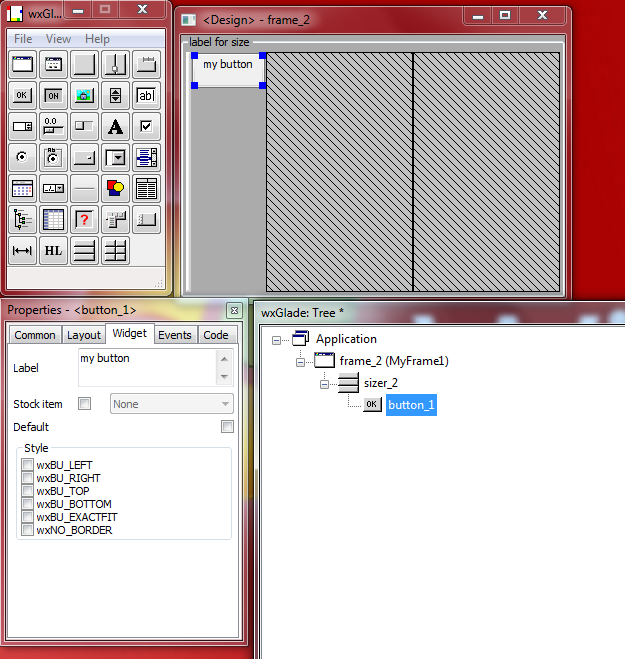 wxGl...
File View Help
OK
ON
ab|
0.0
A
Ab
?
HL
<Design> - frame_2
label for size
my button
Properties - <button_1>
Common Layout Widget Events Code
Label
my button
Stock item
None
Default
Style
wxBU_LEFT
wxBU_RIGHT
wxBU_TOP
wxBU_BOTTOM
wxBU_EXACTFIT
wxNO_BORDER
wxGlade: Tree *
Application
frame_2 (MyFrame1)
sizer_2
OK button_1